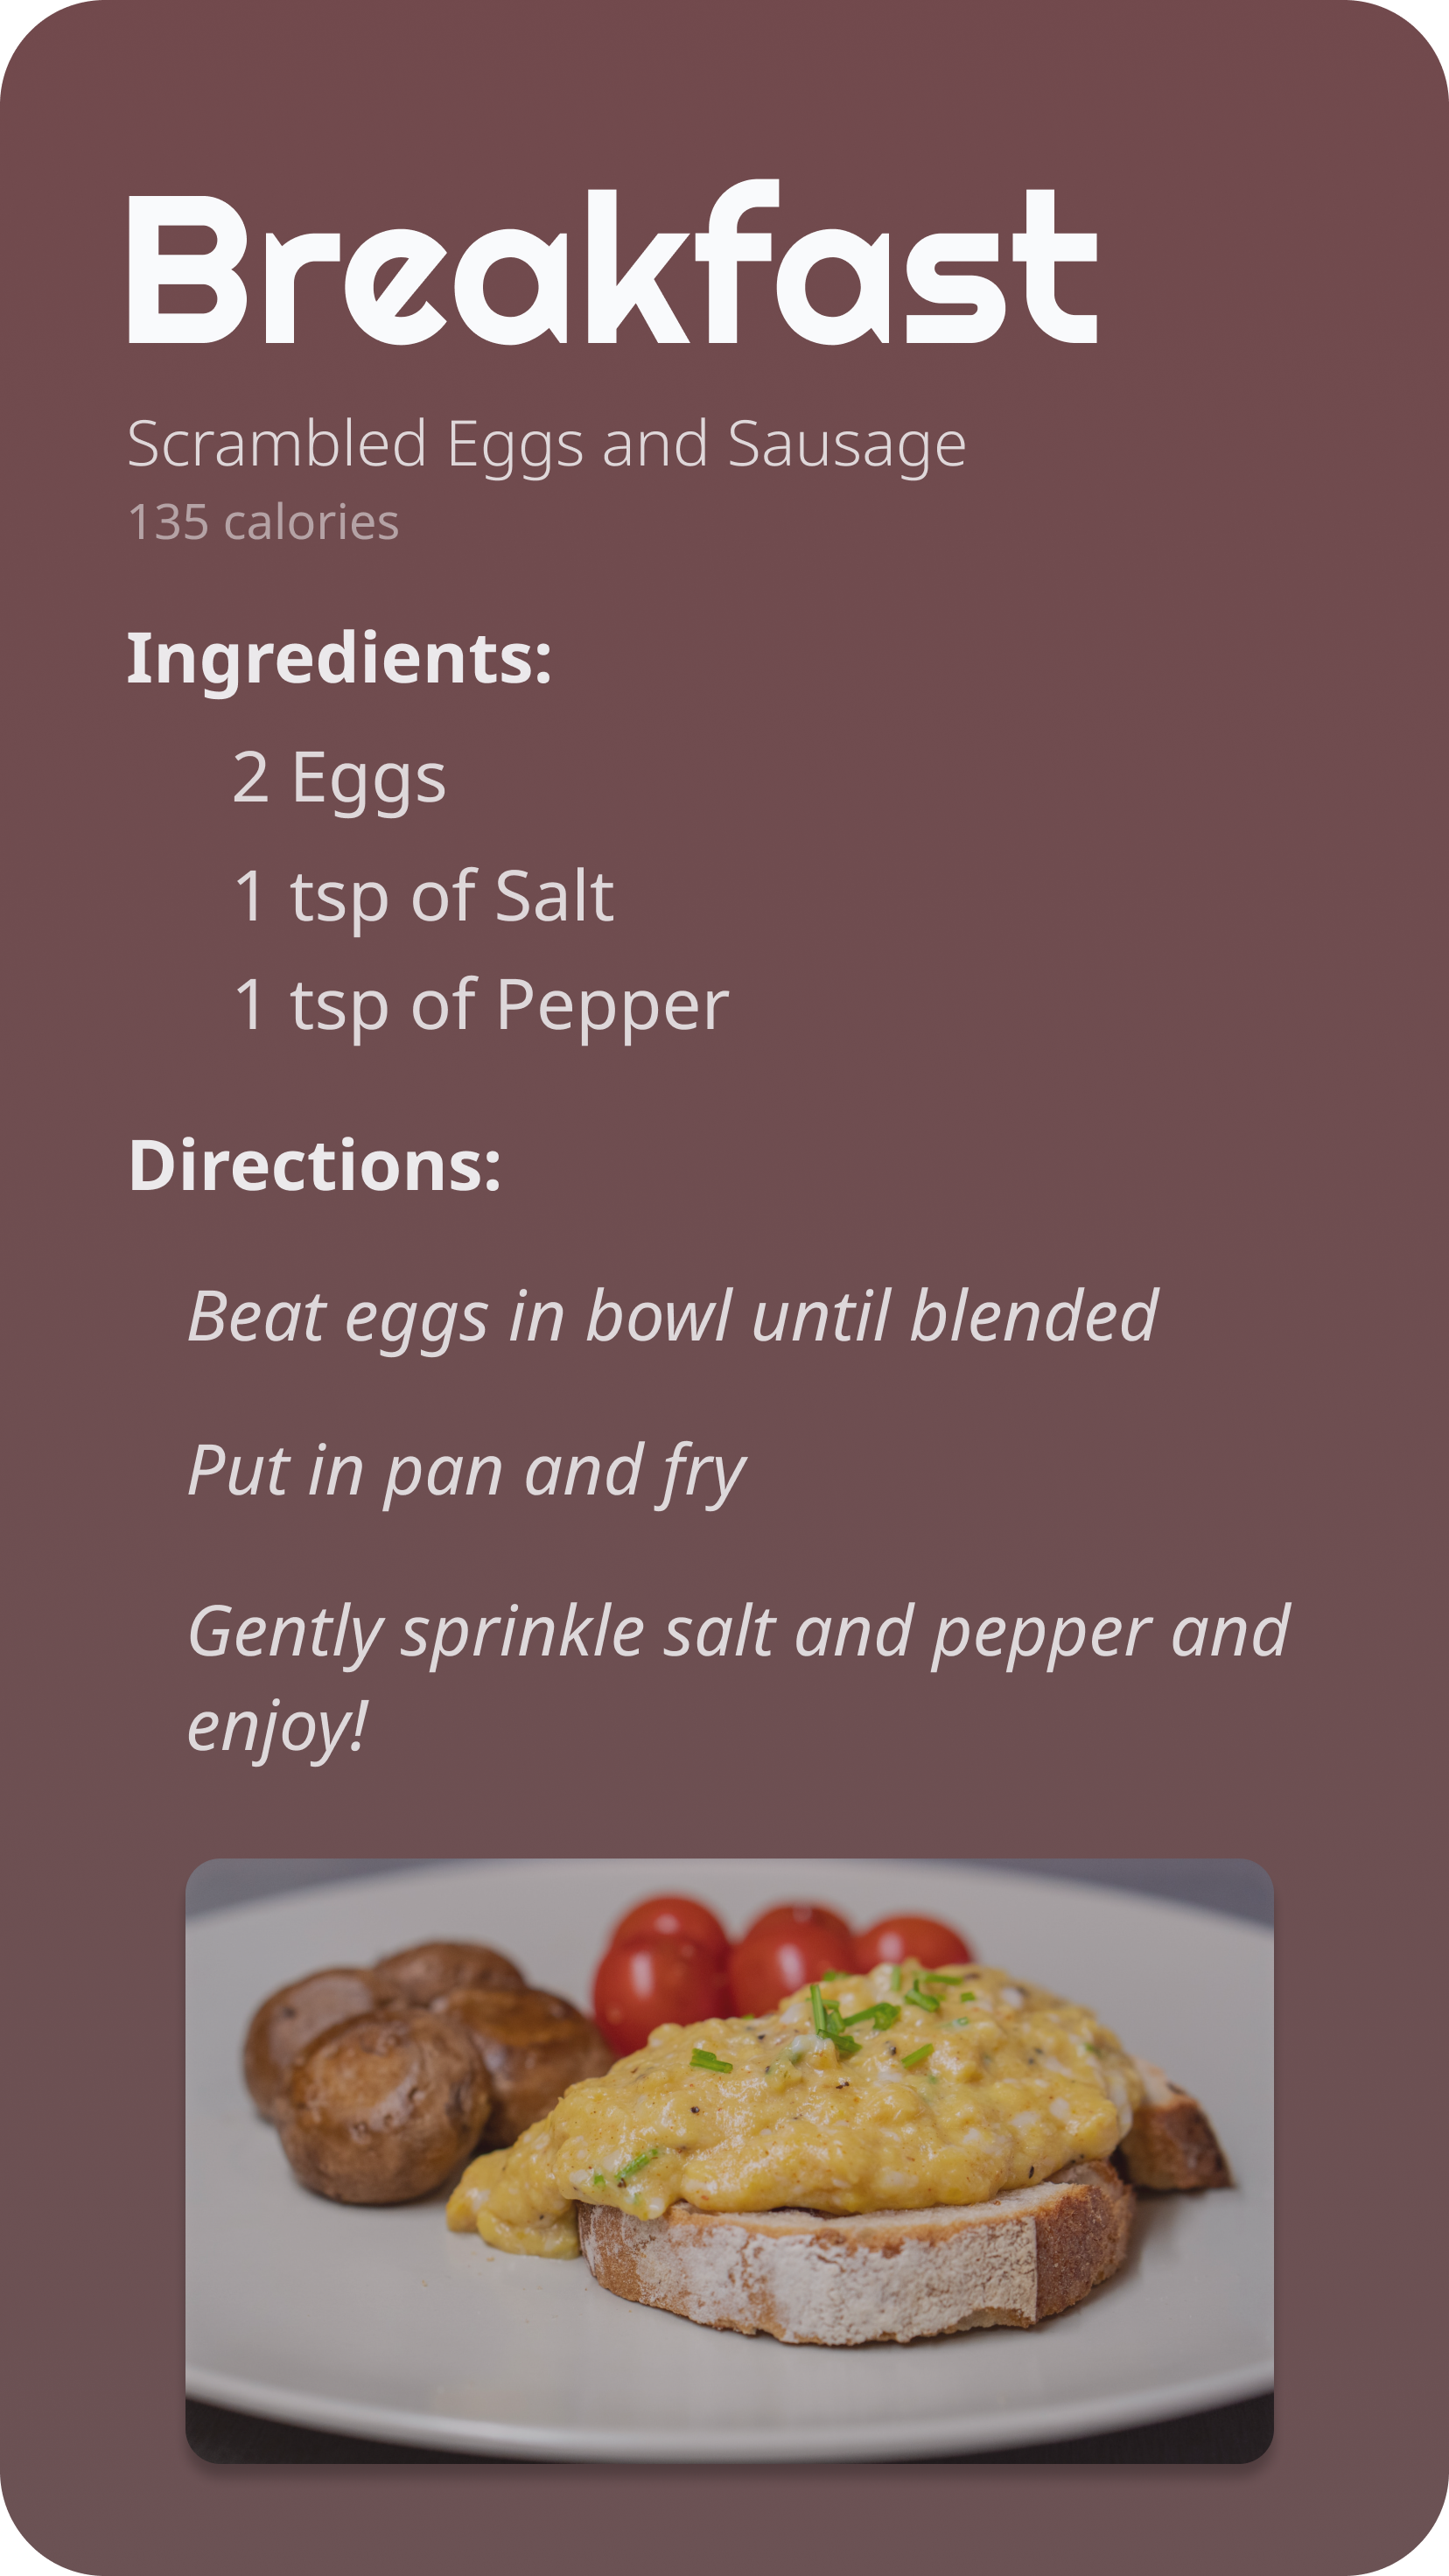 Breakfast
Scrambled Eggs and Sausage
135 calories
Ingredients:
2 Eggs
1 tsp of Salt
1 tsp of Pepper
Directions:
Beat eggs in bowl until blended
Put in pan and fry
Gently sprinkle salt and pepper and
enjoy!